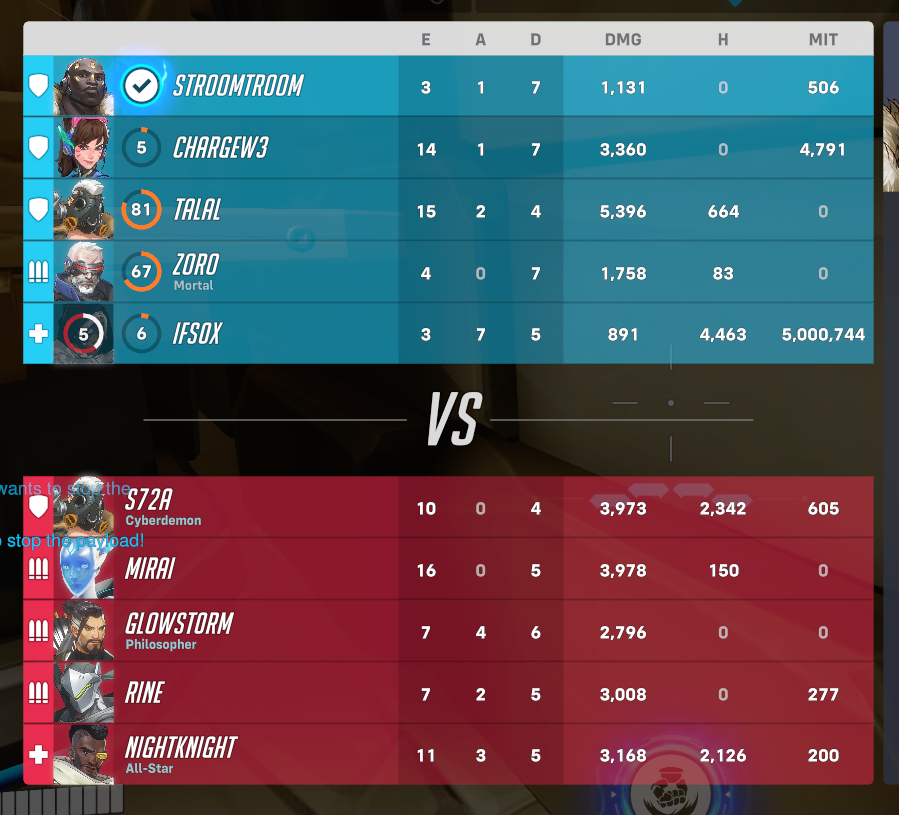 E A D DMG H MIT
STROOMTROOM 3 1 7 1,131 0 506
5 CHARGEW3 14 1 7 3,360 0 4,791
81 TALAL 15 2 4 5,396 664 0
67 ZORO 4 0 7 1,758 83 0
Mortal
5 6 IFSOX 3 7 5 891 4,463 5,000,744
VS
wants to stop the
S72A 10 0 4 3,973 2,342 605
Cyberdemon
stop the payload!
MIRAI 16 0 5 3,978 150 0
GLOWSTORM 7 4 6 2,796 0 0
Philosopher
RINE 7 2 5 3,008 0 277
NIGHTKNIGHT 11 3 5 3,168 2,126 200
All-Star